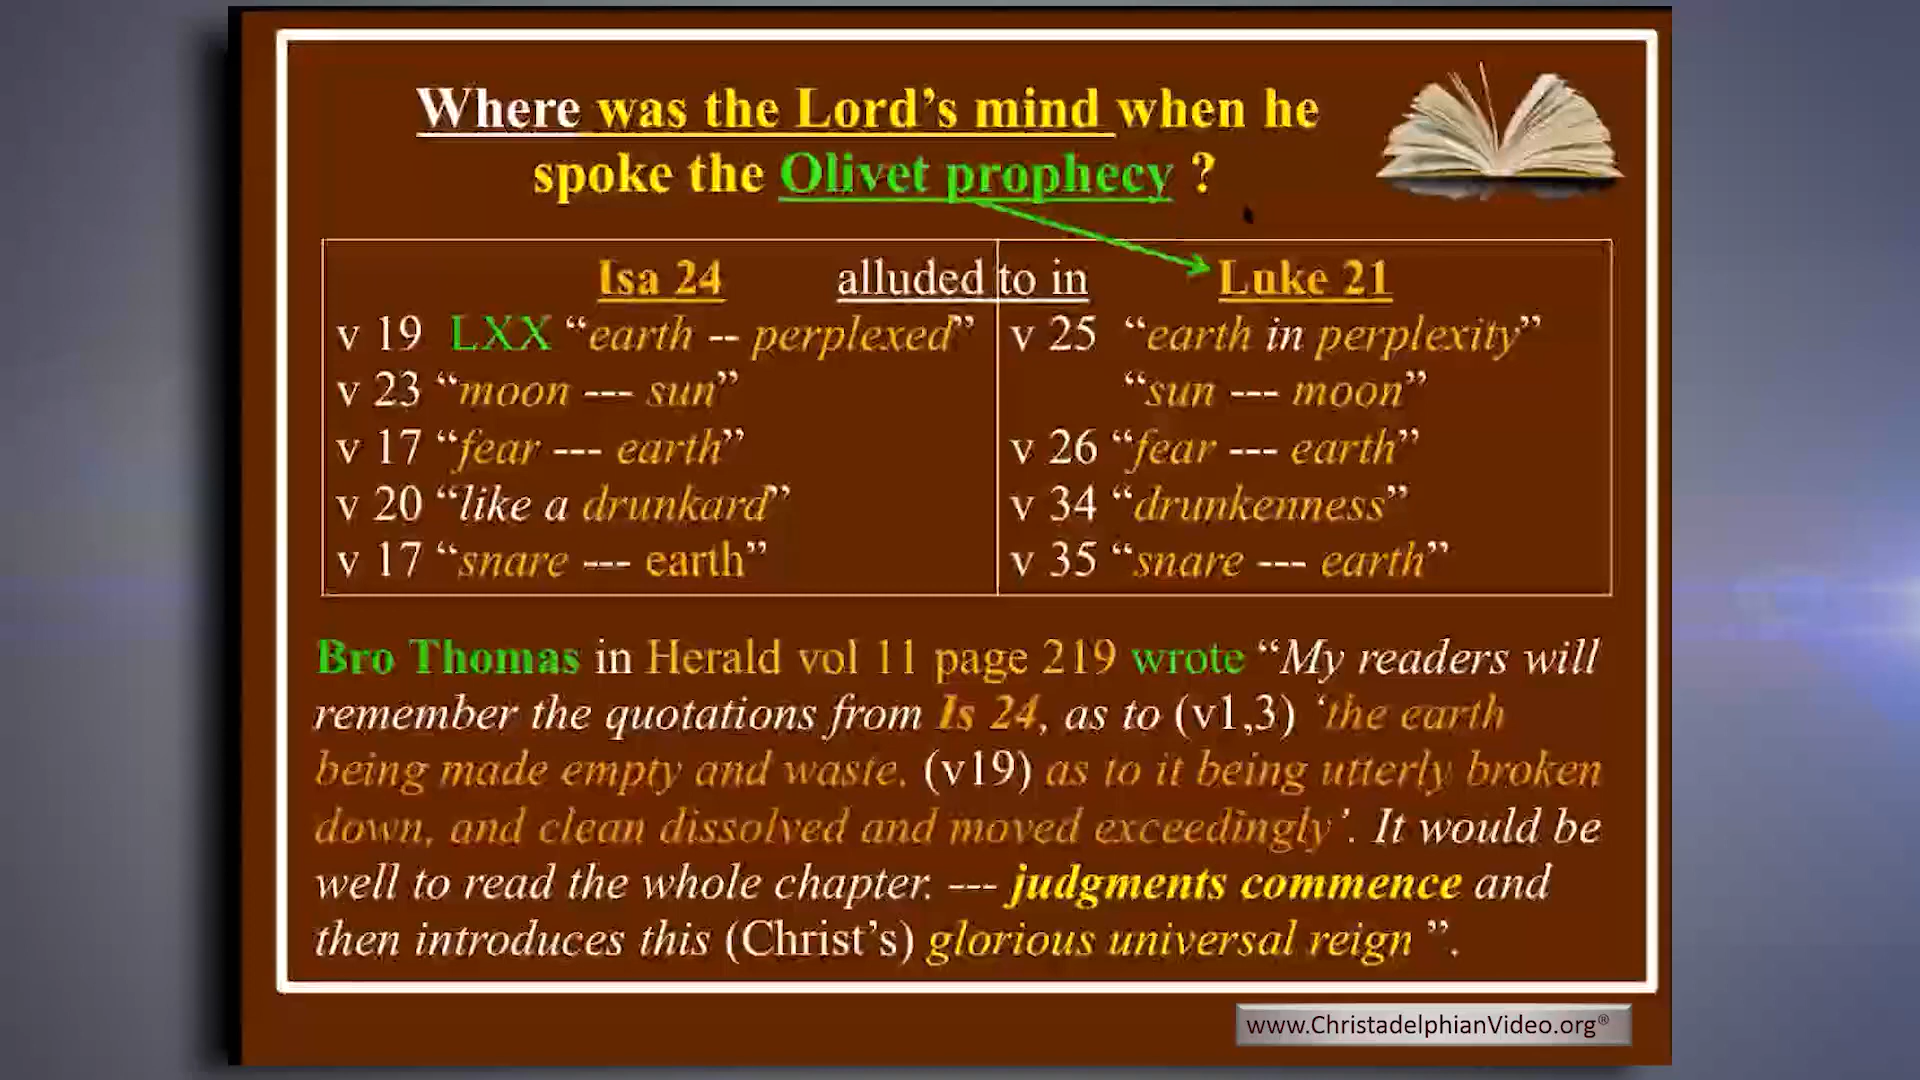 Where was the Lord's mind when he
spoke the Olivet prophecy ?
Isa 24 alluded to in Luke 21
v 19 LXX “earth -- perplexed” v 25 “earth in perplexity”
v 23 “moon --- sun” “sun --- moon”
v 17 “fear --- earth” v 26 “fear --- earth”
v 20 “like a drunkard” v 34 “drunkenness”
v 17 “snare --- earth” v 35 “snare --- earth”
Bro Thomas in Herald vol 11 page 219 wrote “My readers will
remember the quotations from Is 24, as to (v1,3) ‘the earth
being made empty and waste, (v19) as to it being utterly broken
down, and clean dissolved and moved exceedingly’. It would be
well to read the whole chapter. --- judgments commence and
then introduces this (Christ’s) glorious universal reign ”.
www.ChristadelphianVideo.org®